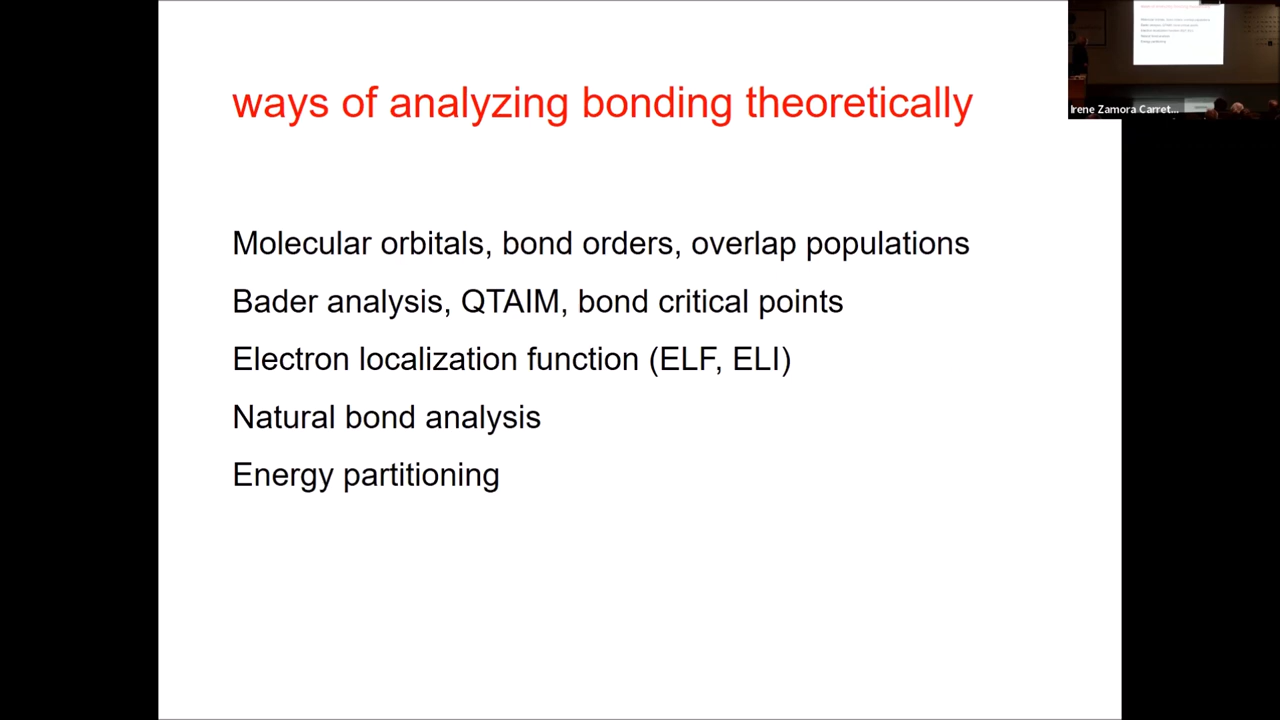 ways of analyzing bonding theoretically
Molecular orbitals, bond orders, overlap populations
Bader analysis, QTAIM, bond critical points
Electron localization function (ELF, ELI)
Natural bond analysis
Energy partitioning
Irene Zamora Carret...